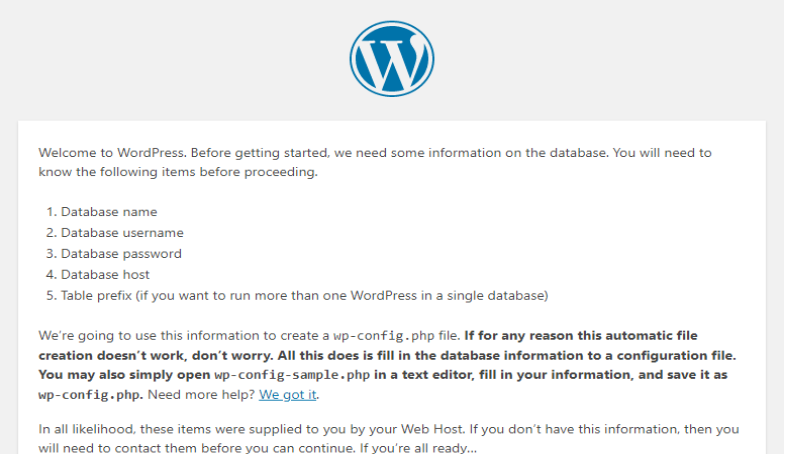 Welcome to WordPress. Before getting started, we need some information on the database. You will need to
know the following items before proceeding.
1. Database name
2. Database username
3. Database password
4. Database host
5. Table prefix (if you want to run more than one WordPress in a single database)
We're going to use this information to create a wp-config.php file. If for any reason this automatic file
creation doesn't work, don't worry. All this does is fill in the database information to a configuration file.
You may also simply open wp-config-sample.php in a text editor, fill in your information, and save it as
wp-config.php. Need more help? We got it.
In all likelihood, these items were supplied to you by your Web Host. If you don't have this information, then you
will need to contact them before you can continue. If you're all ready…